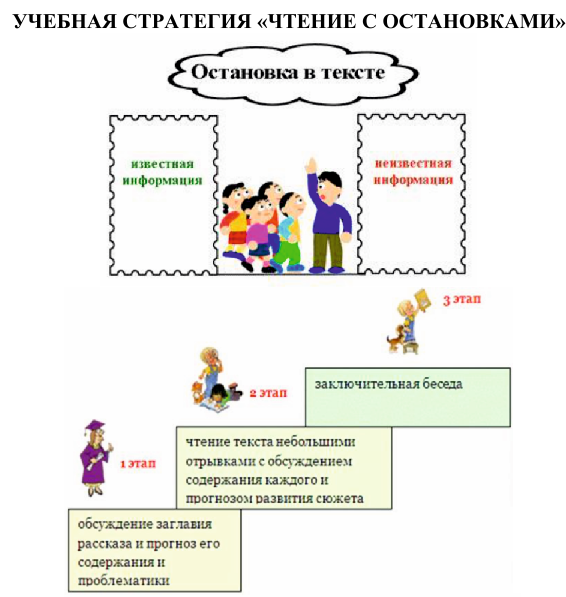 УЧЕБНАЯ СТРАТЕГИЯ «ЧТЕНИЕ С ОСТАНОВКАМИ»
Остановка в тексте
известная
информация
неизвестная
информация
3 этап
заключительная беседа
2 этап
чтение текста небольшими
отрывками с обсуждением
содержания каждого и
прогнозом развития сюжета
1 этап
обсуждение заглавия
рассказа и прогноз его
содержания и
проблематики